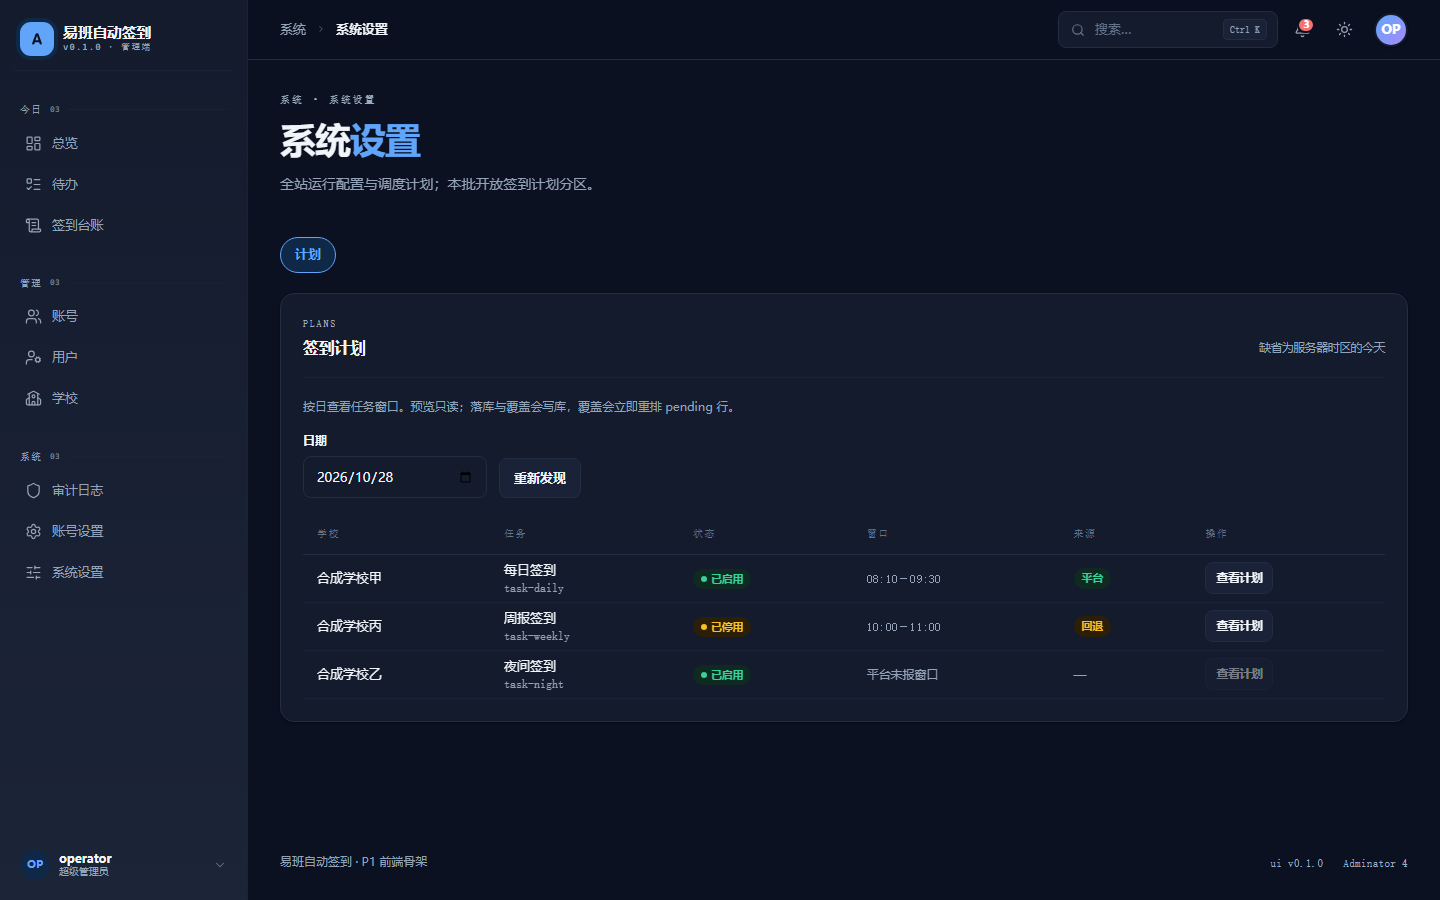 A
易班自动签到
v0.1.0 · 管理端
今日 03
总览
待办
签到台账
管理 03
账号
用户
学校
系统 03
审计日志
账号设置
系统设置
OP
operator
超级管理员
系统 › 系统设置
搜索... Ctrl K
3
OP
系统 • 系统设置
系统设置
全站运行配置与调度计划；本批开放签到计划分区。
计划
PLANS
签到计划
缺省为服务器时区的今天
按日查看任务窗口。预览只读；落库与覆盖会写库，覆盖会立即重排 pending 行。
日期
2026/10/28
重新发现
学校 任务 状态 窗口 来源 操作
合成学校甲 每日签到 已启用 08:10—09:30 平台 查看计划
task-daily
合成学校丙 周报签到 已停用 10:00—11:00 回退 查看计划
task-weekly
合成学校乙 夜间签到 已启用 平台未报窗口 — 查看计划
task-night
易班自动签到 · P1 前端骨架
ui v0.1.0 Adminator 4